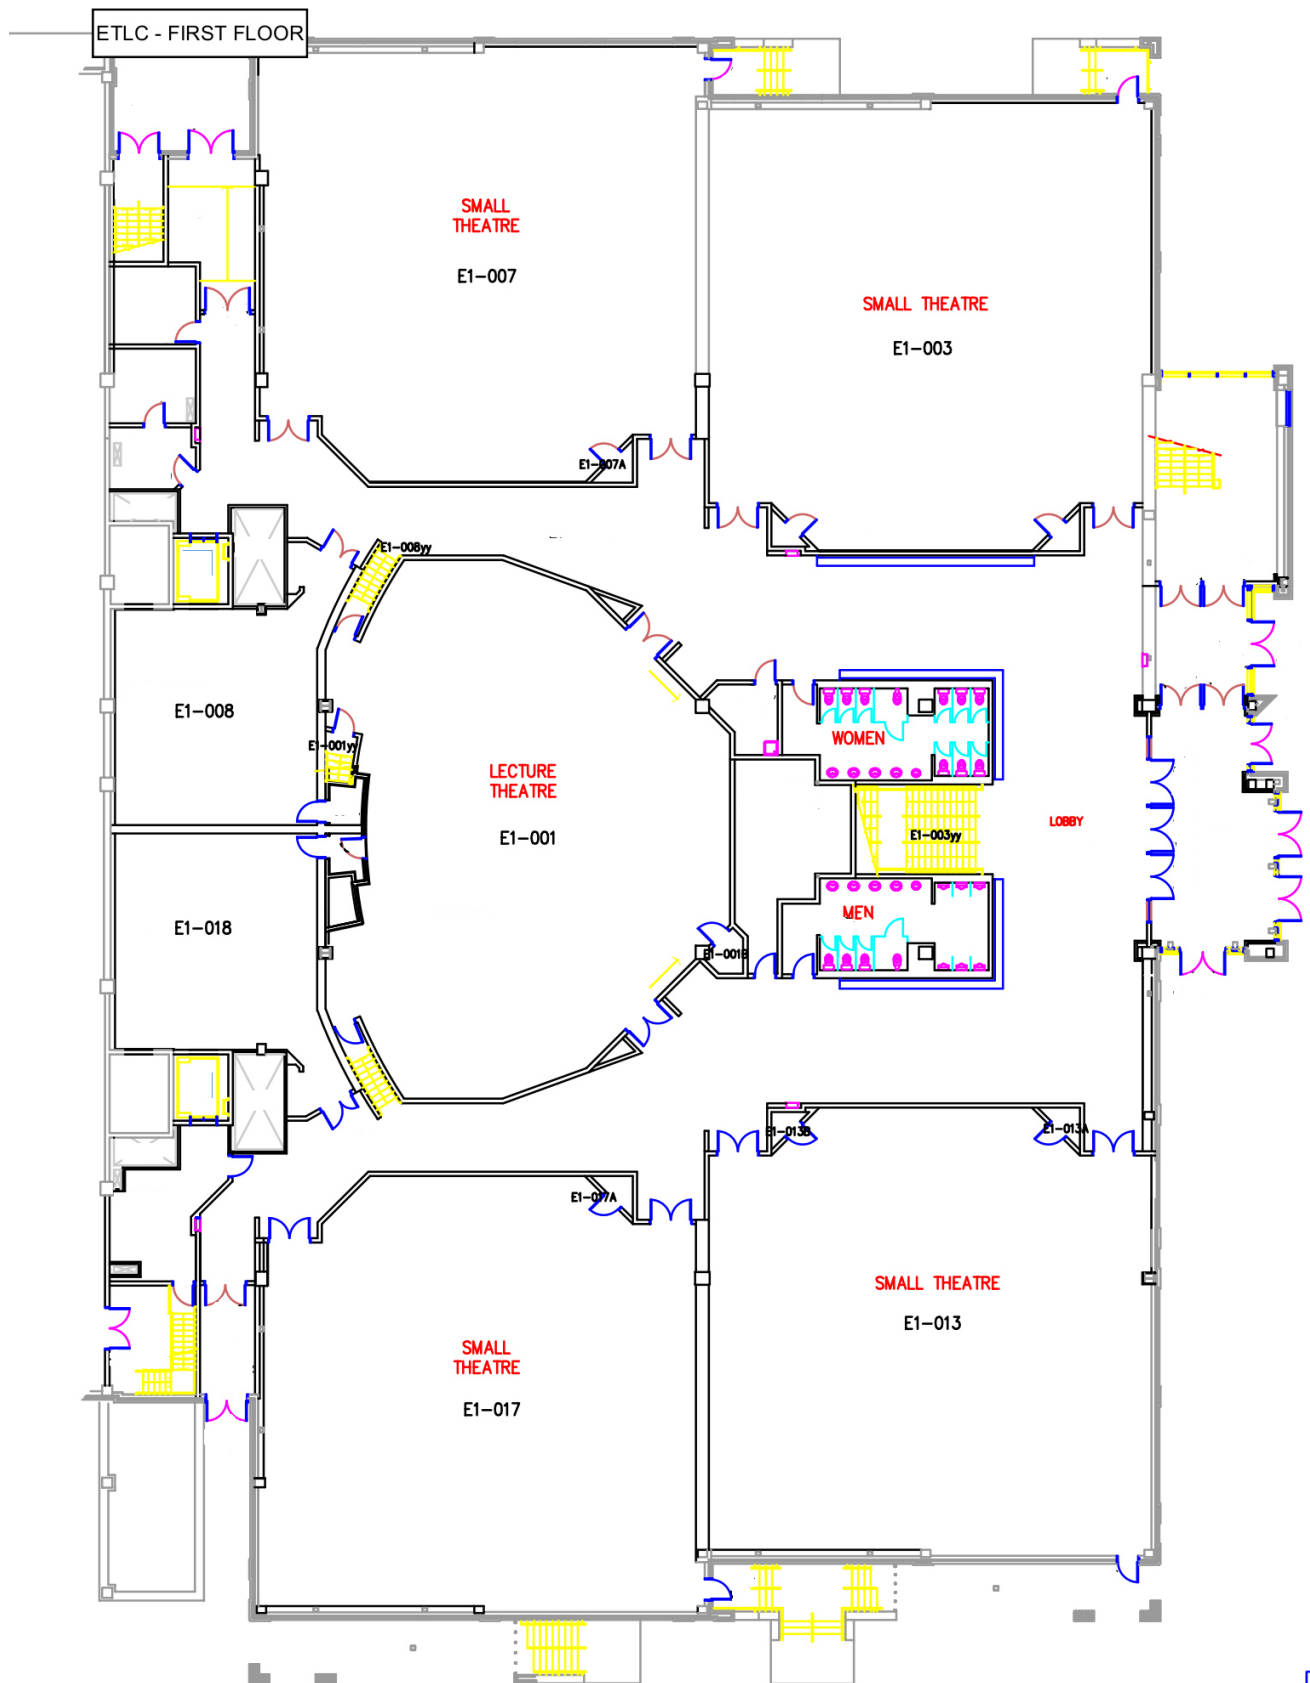 ETLC - FIRST FLOOR
SMALL
THEATRE
E1-007
SMALL THEATRE
E1-003
E1-007A
E1-008yy
E1-008
E1-001yy
LECTURE
THEATRE
E1-001
WOMEN
E1-003yy
LOBBY
MEN
E1-018
E1-001B
E1-013B
E1-013A
E1-017A
SMALL THEATRE
E1-013
SMALL
THEATRE
E1-017